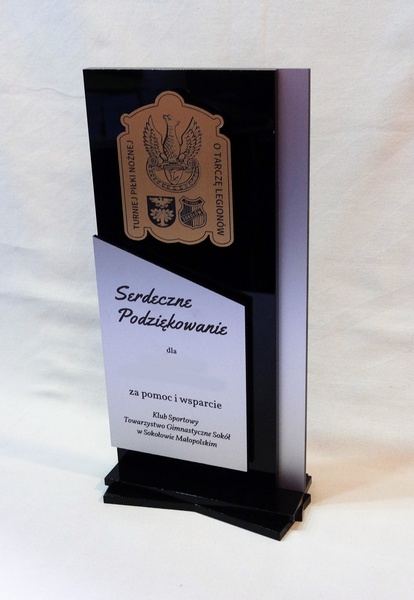 TURNIEJ PIŁKI NOŻNEJ
O TARCZĘ LEGIONÓW
Serdeczne
Podziękowanie
dla
za pomoc i wsparcie
Klub Sportowy
Towarzystwo Gimnastyczne Sokół
w Sokołowie Małopolskim